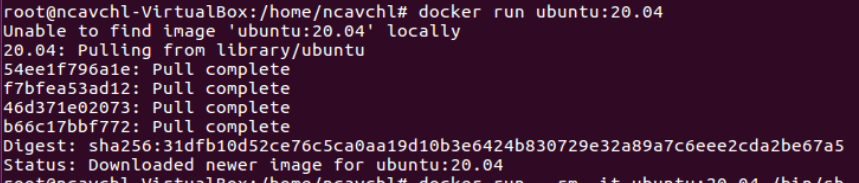 root@ncavchl-VirtualBox:/home/ncavchl# docker run ubuntu:20.04
Unable to find image 'ubuntu:20.04' locally
20.04: Pulling from library/ubuntu
54ee1f796a1e: Pull complete
f7bfea53ad12: Pull complete
46d371e02073: Pull complete
b66c17bbf772: Pull complete
Digest: sha256:31dfb10d52ce76c5ca0aa19d10b3e6424b830729e32a89a7c6eee2cda2be67a5
Status: Downloaded newer image for ubuntu:20.04
root@ncavchl-VirtualBox:/home/ncavchl# docker run --rm -it ubuntu:20.04 /bin/sh